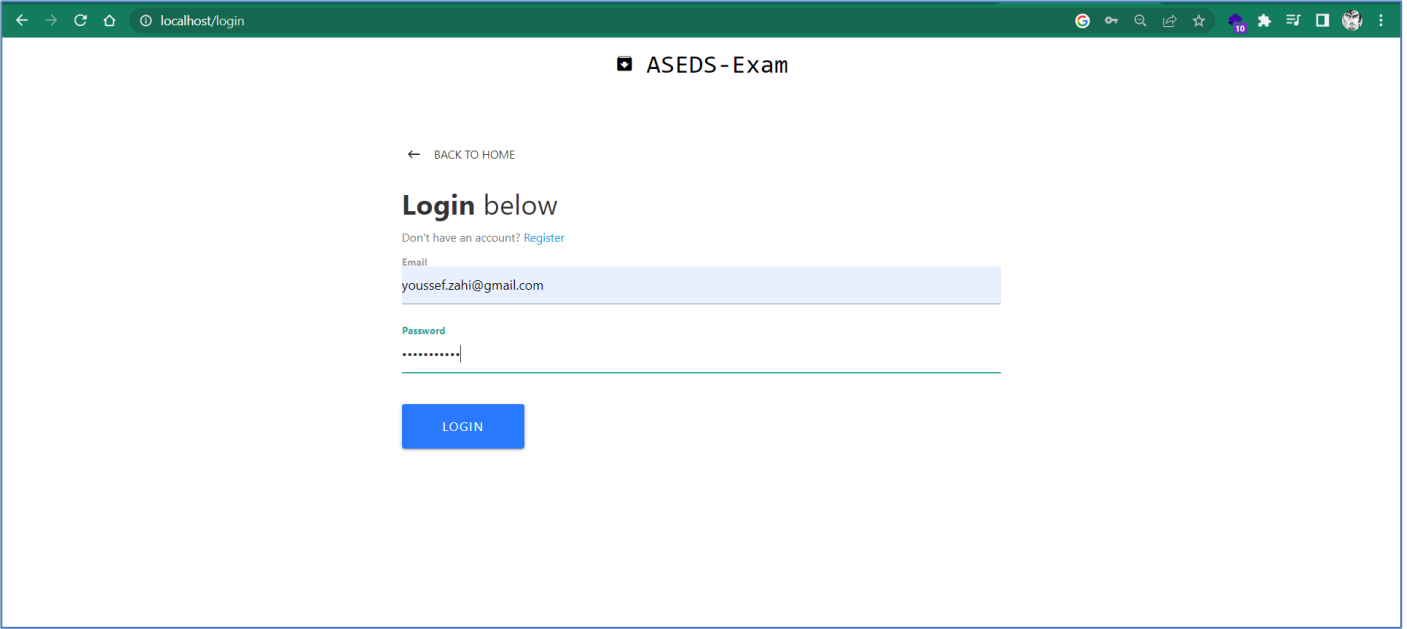 localhost/login
10
ASEDS-Exam
BACK TO HOME
Login below
Don't have an account? Register
Email
youssef.zahi@gmail.com
Password
•••••••••••
LOGIN